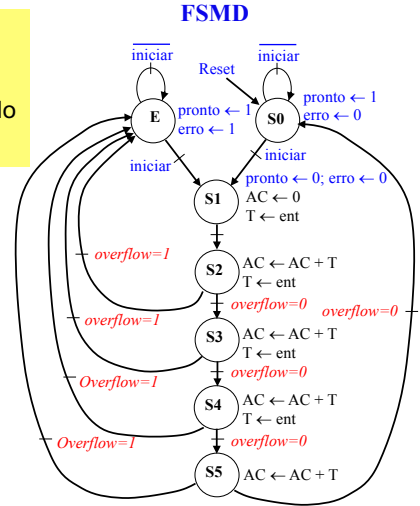 FSMD
do
iniciar
iniciar
Reset
E
pronto ← 1
erro ← 1
S0
pronto ← 1
erro ← 0
iniciar
iniciar
pronto ← 0; erro ← 0
S1
AC ← 0
T ← ent
overflow=1
S2
AC ← AC + T
T ← ent
overflow=0
overflow=0
overflow=1
S3
AC ← AC + T
T ← ent
overflow=0
Overflow=1
S4
AC ← AC + T
T ← ent
Overflow=1
overflow=0
S5
AC ← AC + T